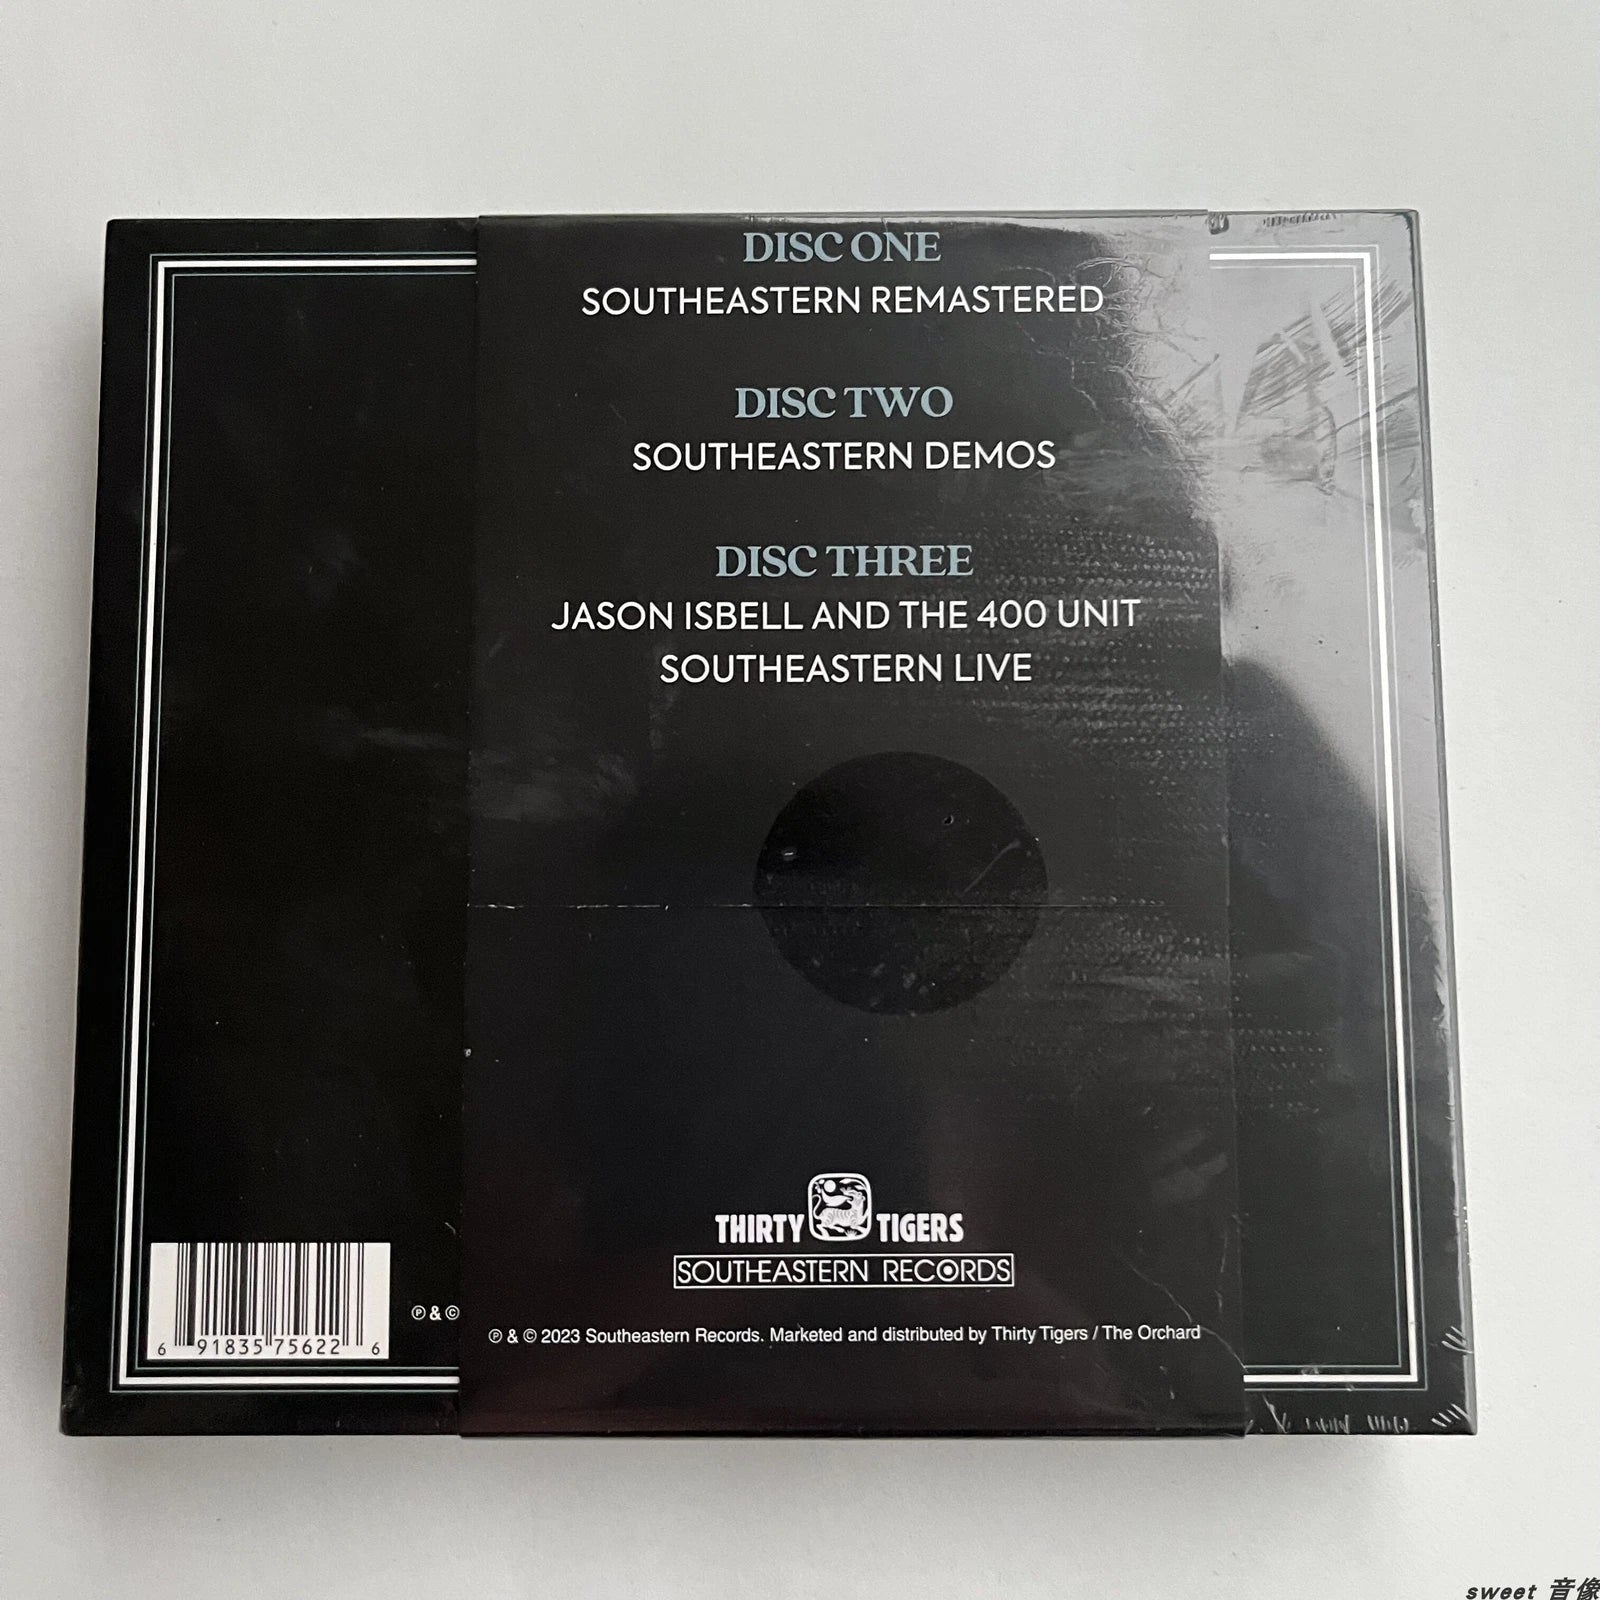 DISC ONE
SOUTHEASTERN REMASTERED
DISC TWO
SOUTHEASTERN DEMOS
DISC THREE
JASON ISBELL AND THE 400 UNIT
SOUTHEASTERN LIVE
THIRTY TIGERS
SOUTHEASTERN RECORDS
℗ & © 2023 Southeastern Records. Marketed and distributed by Thirty Tigers / The Orchard
℗ & ©
6 91835 75622 6
sweet 音像